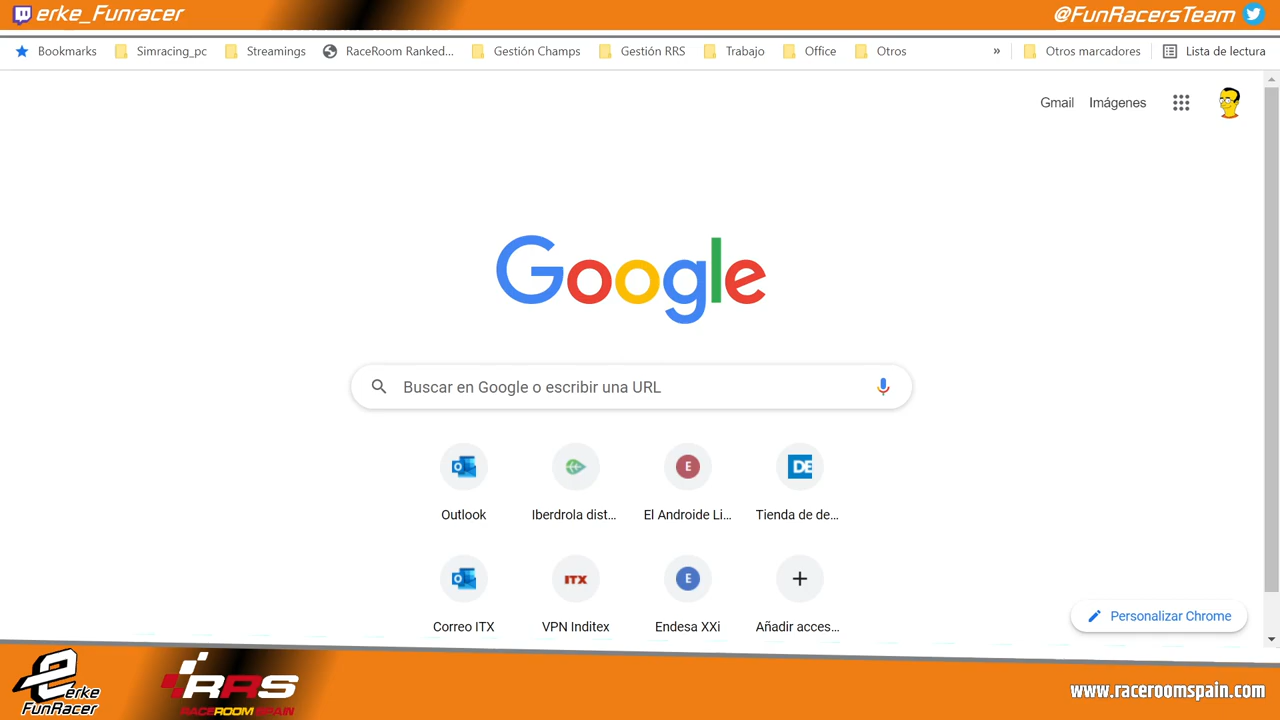 erke_Funracer
@FunRacersTeam
Bookmarks Simracing_pc Streamings RaceRoom Ranked... Gestión Champs Gestión RRS Trabajo Office Otros » Otros marcadores Lista de lectura
Gmail Imágenes
Google
Buscar en Google o escribir una URL
Outlook Iberdrola dist... El Androide Li... Tienda de de...
Correo ITX VPN Inditex Endesa XXi Añadir acces...
Personalizar Chrome
erke
FunRacer
RRS
RACEROOM SPAIN
www.raceroomspain.com